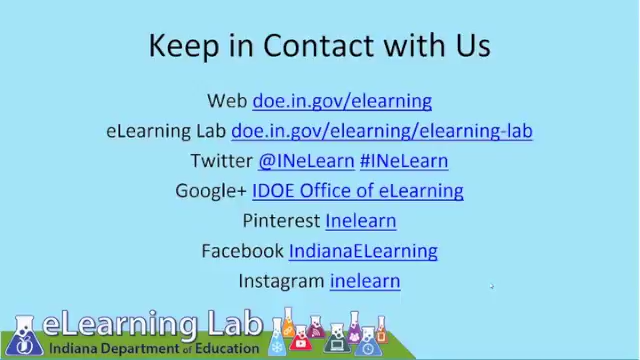 Keep in Contact with Us
Web doe.in.gov/elearning
eLearning Lab doe.in.gov/elearning/elearning-lab
Twitter @INeLearn #INeLearn
Google+ IDOE Office of eLearning
Pinterest Inelearn
Facebook IndianaELearning
Instagram inelearn
eLearning Lab
Indiana Department of Education